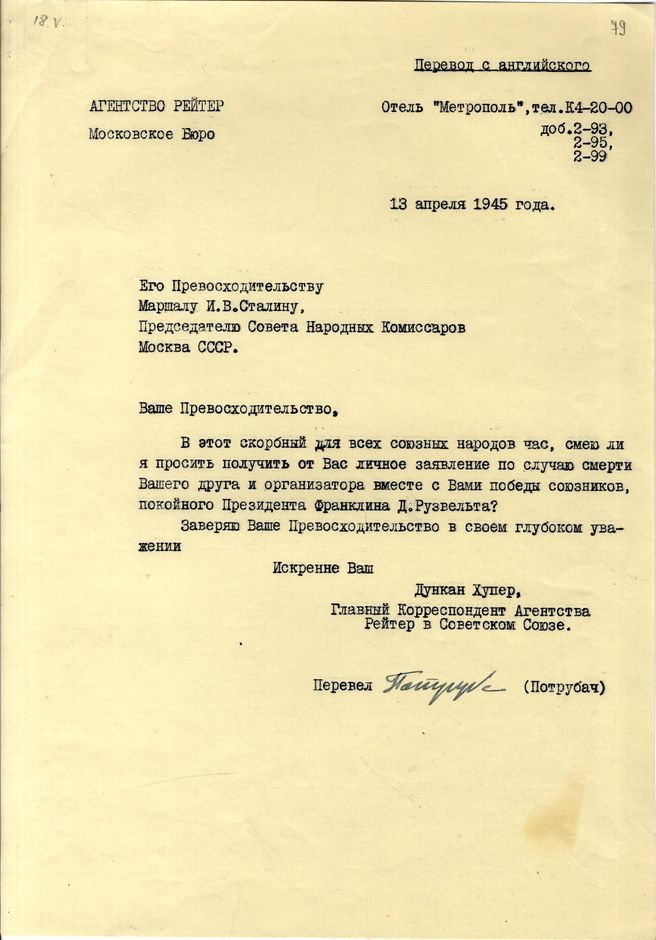 18.V.
79
Перевод с английского
АГЕНТСТВО РЕЙТЕР
Отель "Метрополь",тел.К4-20-00
Московское Бюро
доб.2-93,
2-95,
2-99
13 апреля 1945 года.
Его Превосходительству
Маршалу И.В.Сталину,
Председателю Совета Народных Комиссаров
Москва СССР.
Ваше Превосходительство,
В этот скорбный для всех союзных народов час, смею ли
я просить получить от Вас личное заявление по случаю смерти
Вашего друга и организатора вместе с Вами победы союзников,
покойного Президента Франклина Д.Рузвельта?
Заверяю Ваше Превосходительство в своем глубоком ува-
жении
Искренне Ваш
Дункан Хупер,
Главный Корреспондент Агентства
Рейтер в Советском Союзе.
Перевел (Потрубач)